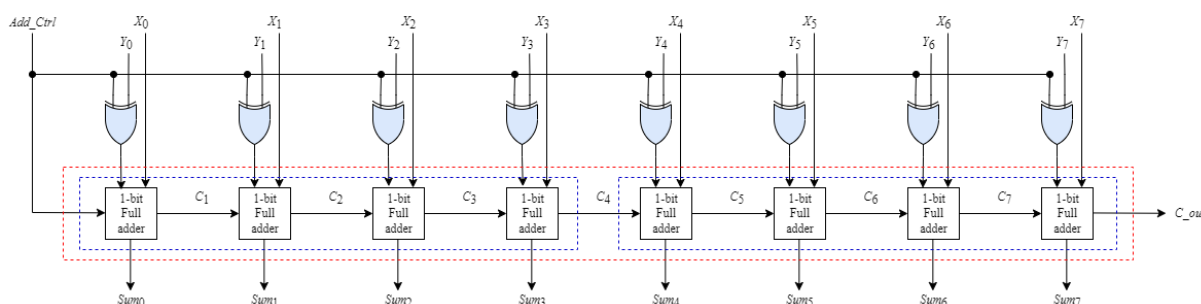 Add_Ctrl X0 X1 X2 X3 X4 X5 X6 X7
Y0 Y1 Y2 Y3 Y4 Y5 Y6 Y7
1-bit Full adder C1 1-bit Full adder C2 1-bit Full adder C3 1-bit Full adder C4 1-bit Full adder C5 1-bit Full adder C6 1-bit Full adder C7 1-bit Full adder C_ou
Sum0 Sum1 Sum2 Sum3 Sum4 Sum5 Sum6 Sum7